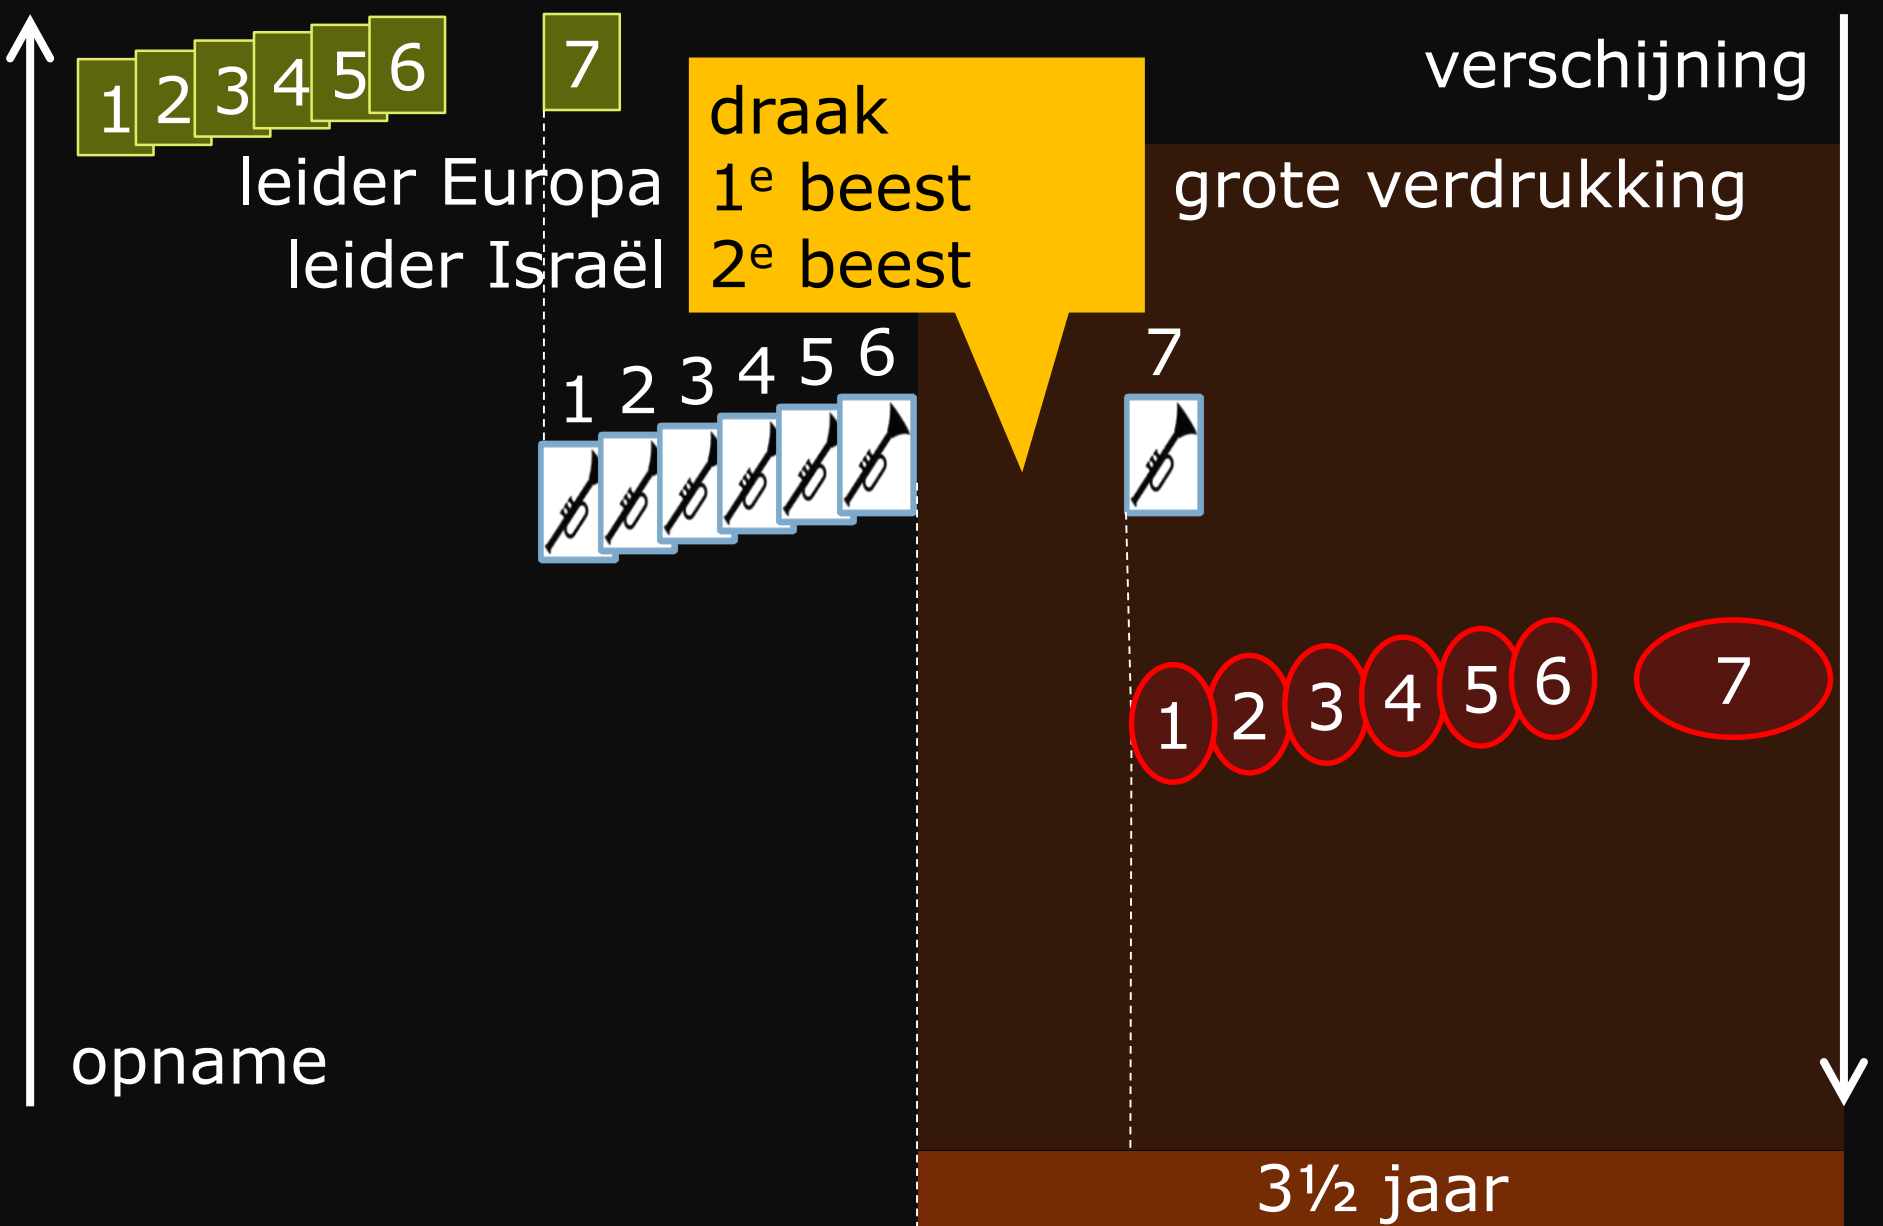 1 2 3 4 5 6 7
verschijning
draak
1e beest
2e beest
leider Europa
leider Israël
grote verdrukking
1 2 3 4 5 6 7
1 2 3 4 5 6 7
opname
3½ jaar